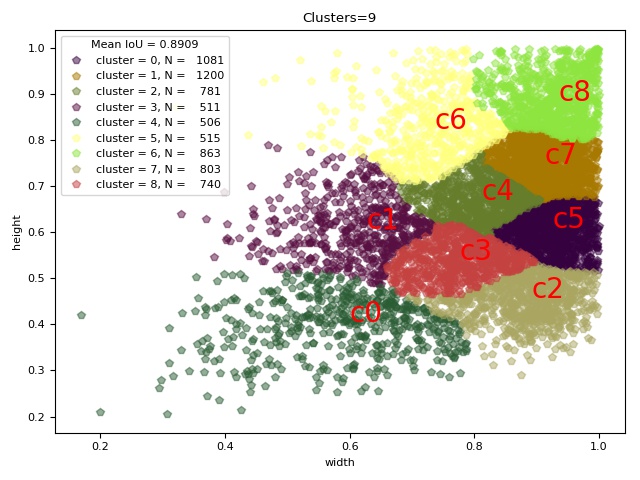 Clusters=9
Mean IoU = 0.8909
cluster = 0, N = 1081
cluster = 1, N = 1200
cluster = 2, N = 781
cluster = 3, N = 511
cluster = 4, N = 506
cluster = 5, N = 515
cluster = 6, N = 863
cluster = 7, N = 803
cluster = 8, N = 740
1.0
0.9
0.8
0.7
0.6
0.5
0.4
0.3
0.2
height
c8
c6
c7
c4
c1
c5
c3
c2
c0
0.2 0.4 0.6 0.8 1.0
width